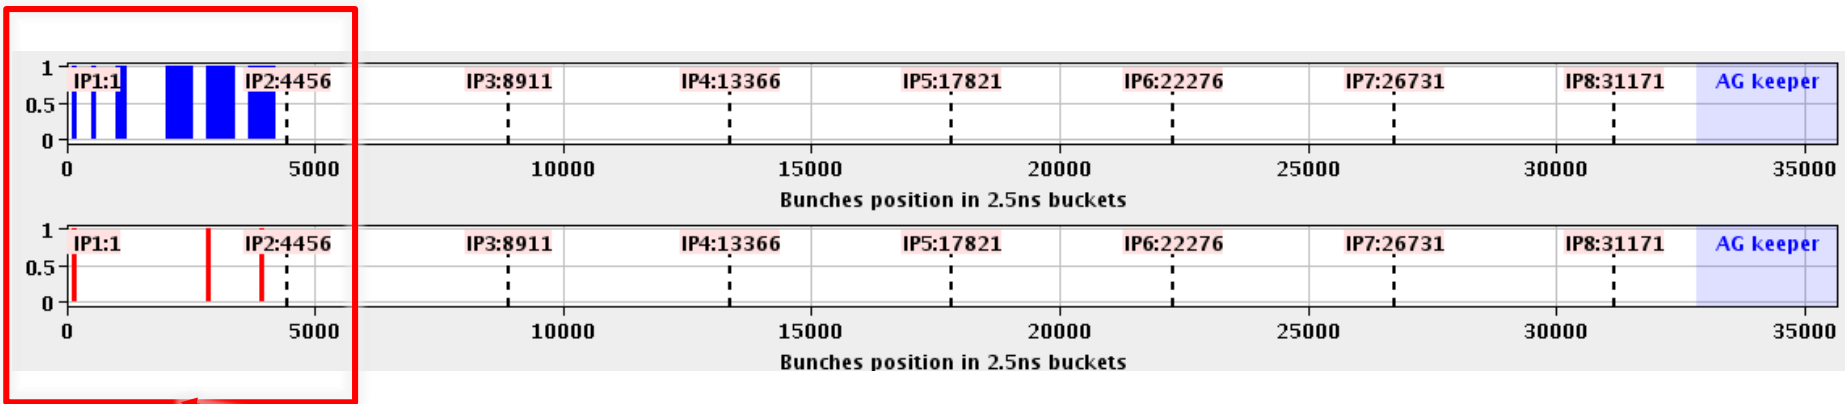 1 IP1:1 IP2:4456 IP3:8911 IP4:13366 IP5:17821 IP6:22276 IP7:26731 IP8:31171 AG keeper
0.5
0
0 5000 10000 15000 20000 25000 30000 35000
Bunches position in 2.5ns buckets
1 IP1:1 IP2:4456 IP3:8911 IP4:13366 IP5:17821 IP6:22276 IP7:26731 IP8:31171 AG keeper
0.5
0
0 5000 10000 15000 20000 25000 30000 35000
Bunches position in 2.5ns buckets